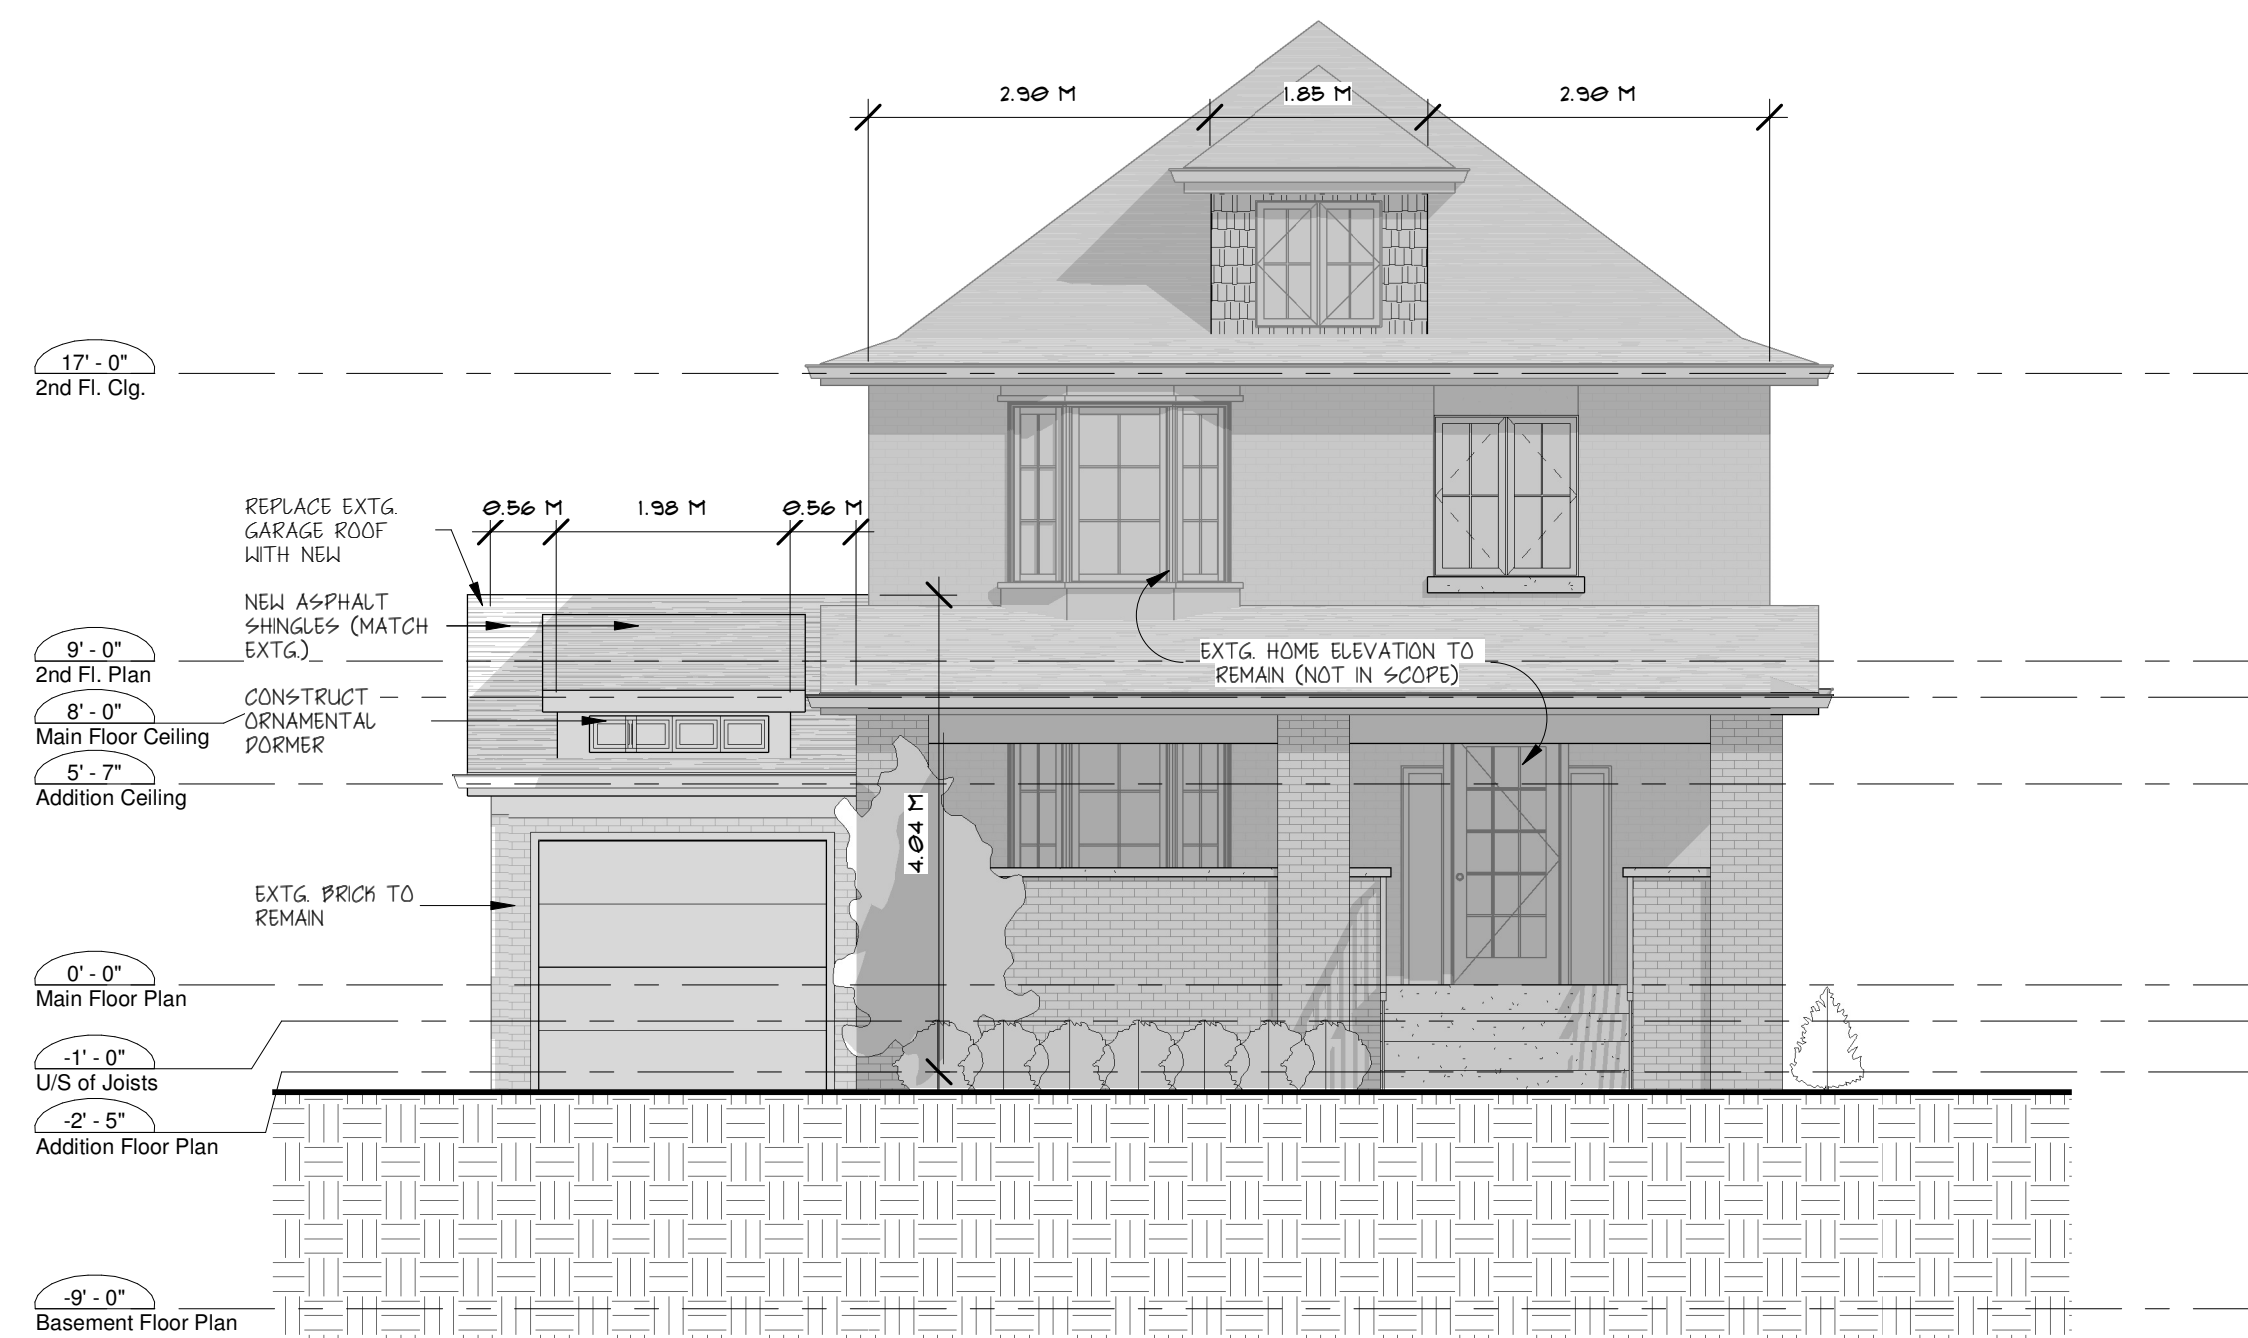 2.90 M
1.85 M
2.90 M
17' - 0"
2nd Fl. Clg.
REPLACE EXTG.
GARAGE ROOF
WITH NEW
0.56 M
1.98 M
0.56 M
NEW ASPHALT
SHINGLES (MATCH
EXTG.)
9' - 0"
2nd Fl. Plan
EXTG. HOME ELEVATION TO
REMAIN (NOT IN SCOPE)
CONSTRUCT
ORNAMENTAL
DORMER
8' - 0"
Main Floor Ceiling
5' - 7"
Addition Ceiling
4.04 M
EXTG. BRICK TO
REMAIN
0' - 0"
Main Floor Plan
-1' - 0"
U/S of Joists
-2' - 5"
Addition Floor Plan
-9' - 0"
Basement Floor Plan